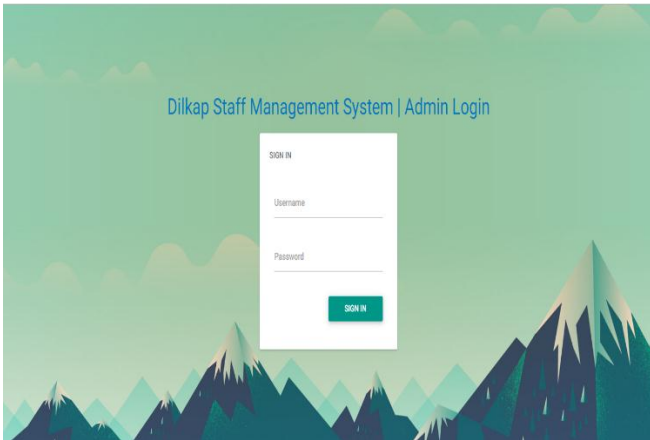 Dilkap Staff Management System | Admin Login
SIGN IN
Username
Password
SIGN IN